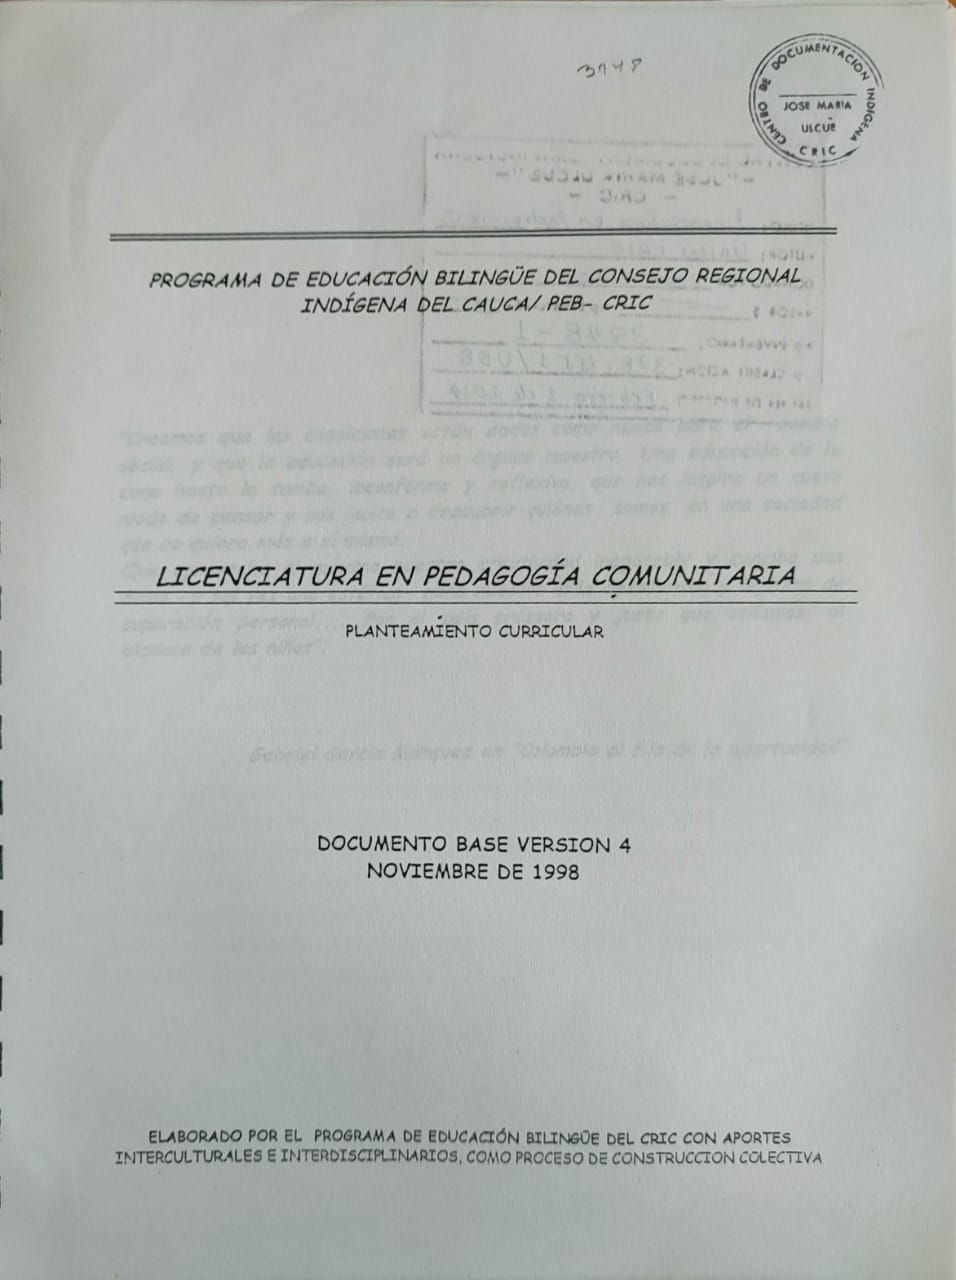 3948
CENTRO DE DOCUMENTACION INDIGENA
JOSE MARIA
ULCUE
CRIC
PROGRAMA DE EDUCACIÓN BILINGÜE DEL CONSEJO REGIONAL
INDÍGENA DEL CAUCA/ PEB- CRIC
LICENCIATURA EN PEDAGOGÍA COMUNITARIA
PLANTEAMIENTO CURRICULAR
DOCUMENTO BASE VERSION 4
NOVIEMBRE DE 1998
ELABORADO POR EL PROGRAMA DE EDUCACIÓN BILINGÜE DEL CRIC CON APORTES
INTERCULTURALES E INTERDISCIPLINARIOS, COMO PROCESO DE CONSTRUCCION COLECTIVA